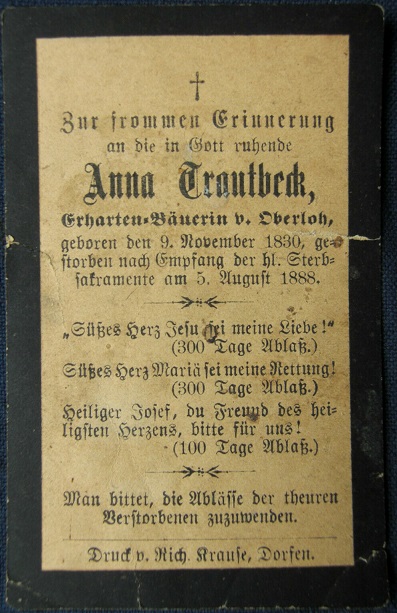 Zur frommen Erinnerung
an die in Gott ruhende
Anna Trautbeck,
Erharten-Bäuerin v. Oberloh,
geboren den 9. November 1830, ge-
storben nach Empfang der hl. Sterb-
sakramente am 5. August 1888.
„Süßes Herz Jesu sei meine Liebe!“
(300 Tage Ablaß.)
Süßes Herz Mariä sei meine Rettung!
(300 Tage Ablaß.)
Heiliger Josef, du Freund des hei-
ligsten Herzens, bitte für uns!
(100 Tage Ablaß.)
Man bittet, die Ablässe der theuren
Verstorbenen zuzuwenden.
Druck v. Rich. Krause, Dorfen.